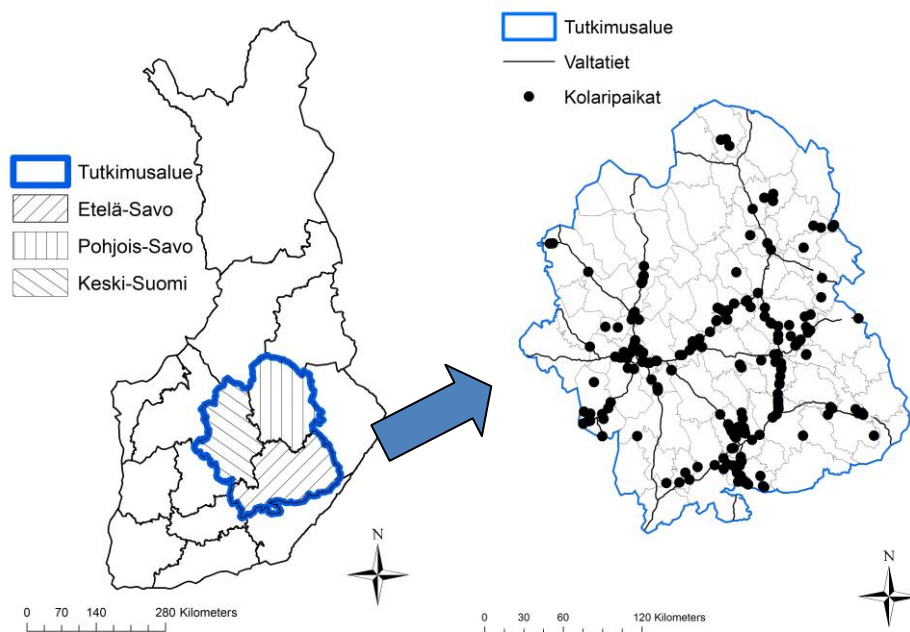 Tutkimusalue
Etelä-Savo
Pohjois-Savo
Keski-Suomi
N
0 70 140 280 Kilometers
Tutkimusalue
Valtatiet
Kolaripaikat
N
0 30 60 120 Kilometers